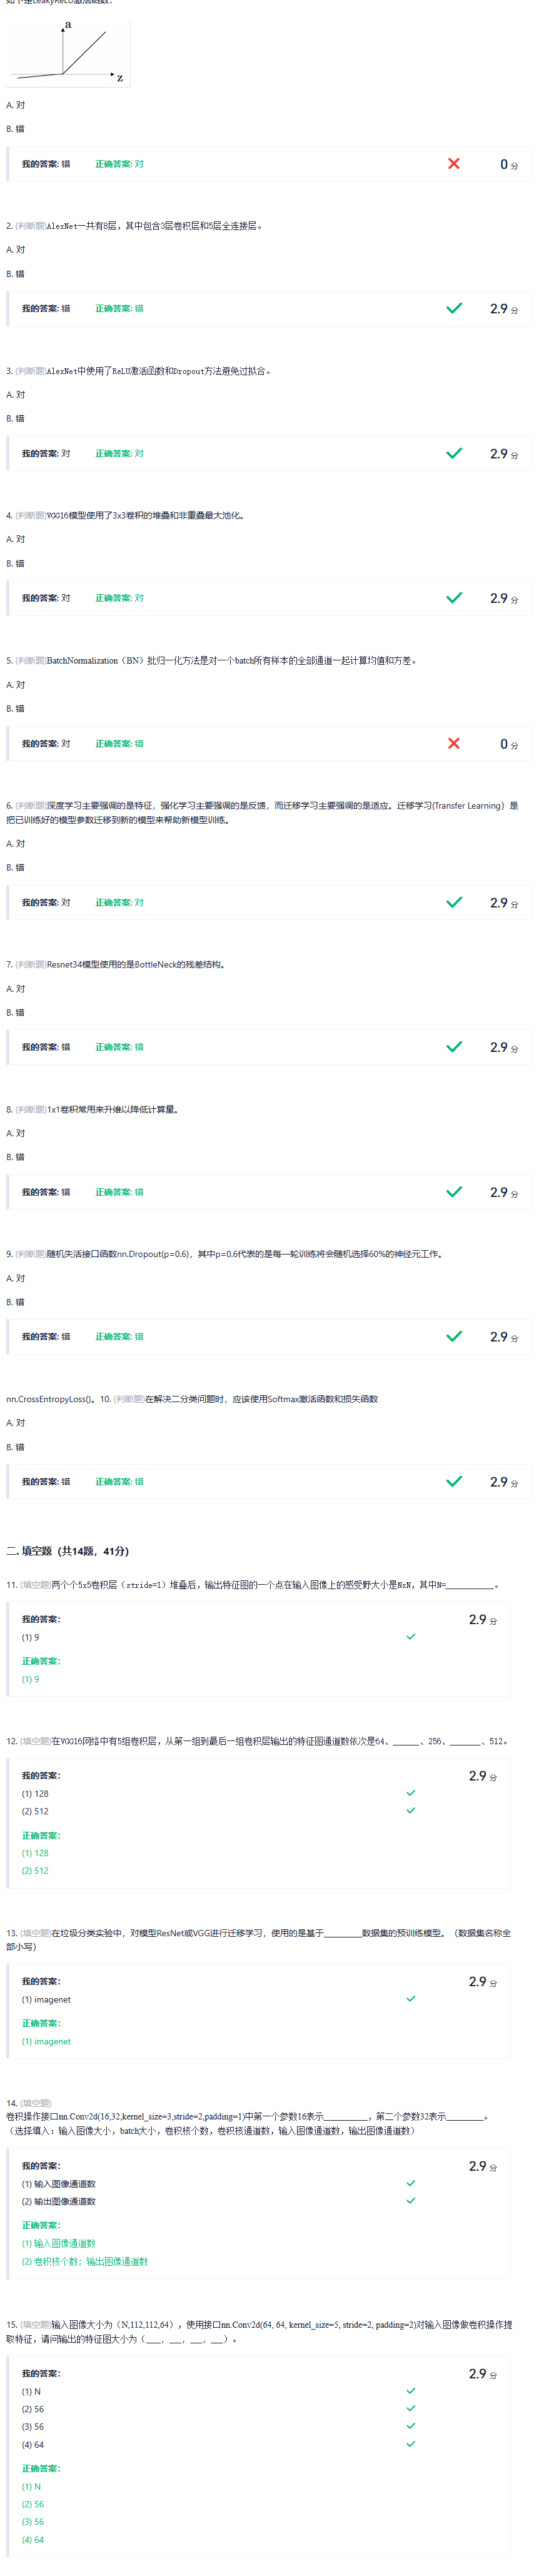 如下是LeakyReLU激活函数:
a
z
A. 对
B. 错
我的答案: 错 正确答案: 对 0 分
2. (判断题)AlexNet一共有8层，其中包含3层卷积层和5层全连接层。
A. 对
B. 错
我的答案: 错 正确答案: 错 2.9 分
3. (判断题)AlexNet中使用了ReLU激活函数和Dropout方法避免过拟合。
A. 对
B. 错
我的答案: 对 正确答案: 对 2.9 分
4. (判断题)VGG16模型使用了3x3卷积的堆叠和非重叠最大池化。
A. 对
B. 错
我的答案: 对 正确答案: 对 2.9 分
5. (判断题)BatchNormalization（BN）批归一化方法是对一个batch所有样本的全部通道一起计算均值和方差。
A. 对
B. 错
我的答案: 对 正确答案: 错 0 分
6. (判断题)深度学习主要强调的是特征，强化学习主要强调的是反馈，而迁移学习主要强调的是适应。迁移学习(Transfer Learning）是
把已训练好的模型参数迁移到新的模型来帮助新模型训练。
A. 对
B. 错
我的答案: 对 正确答案: 对 2.9 分
7. (判断题)Resnet34模型使用的是BottleNeck的残差结构。
A. 对
B. 错
我的答案: 错 正确答案: 错 2.9 分
8. (判断题)1x1卷积常用来升维以降低计算量。
A. 对
B. 错
我的答案: 错 正确答案: 错 2.9 分
9. (判断题)随机失活接口函数nn.Dropout(p=0.6)，其中p=0.6代表的是每一轮训练将会随机选择60%的神经元工作。
A. 对
B. 错
我的答案: 错 正确答案: 错 2.9 分
nn.CrossEntropyLoss()。10. (判断题)在解决二分类问题时，应该使用Softmax激活函数和损失函数
A. 对
B. 错
我的答案: 错 正确答案: 错 2.9 分
二. 填空题（共14题，41分）
11. (填空题)两个个5x5卷积层（stride=1）堆叠后，输出特征图的一个点在输入图像上的感受野大小是NxN，其中N=__________。
我的答案: 2.9 分
(1) 9
正确答案:
(1) 9
12. (填空题)在VGG16网络中有5组卷积层，从第一组到最后一组卷积层输出的特征图通道数依次是64、______、256、_______、512。
我的答案: 2.9 分
(1) 128
(2) 512
正确答案:
(1) 128
(2) 512
13. (填空题)在垃圾分类实验中，对模型ResNet或VGG进行迁移学习，使用的是基于_________数据集的预训练模型。（数据集名称全
部小写）
我的答案: 2.9 分
(1) imagenet
正确答案:
(1) imagenet
14. (填空题)
卷积操作接口nn.Conv2d(16,32,kernel_size=3,stride=2,padding=1)中第一个参数16表示__________，第二个参数32表示________。
（选择填入：输入图像大小，batch大小，卷积核个数，卷积核通道数，输入图像通道数，输出图像通道数）
我的答案: 2.9 分
(1) 输入图像通道数
(2) 输出图像通道数
正确答案:
(1) 输入图像通道数
(2) 卷积核个数；输出图像通道数
15. (填空题)输入图像大小为（N,112,112,64），使用接口nn.Conv2d(64, 64, kernel_size=5, stride=2, padding=2)对输入图像做卷积操作提
取特征，请问输出的特征图大小为（___，___，___，___）。
我的答案: 2.9 分
(1) N
(2) 56
(3) 56
(4) 64
正确答案:
(1) N
(2) 56
(3) 56
(4) 64